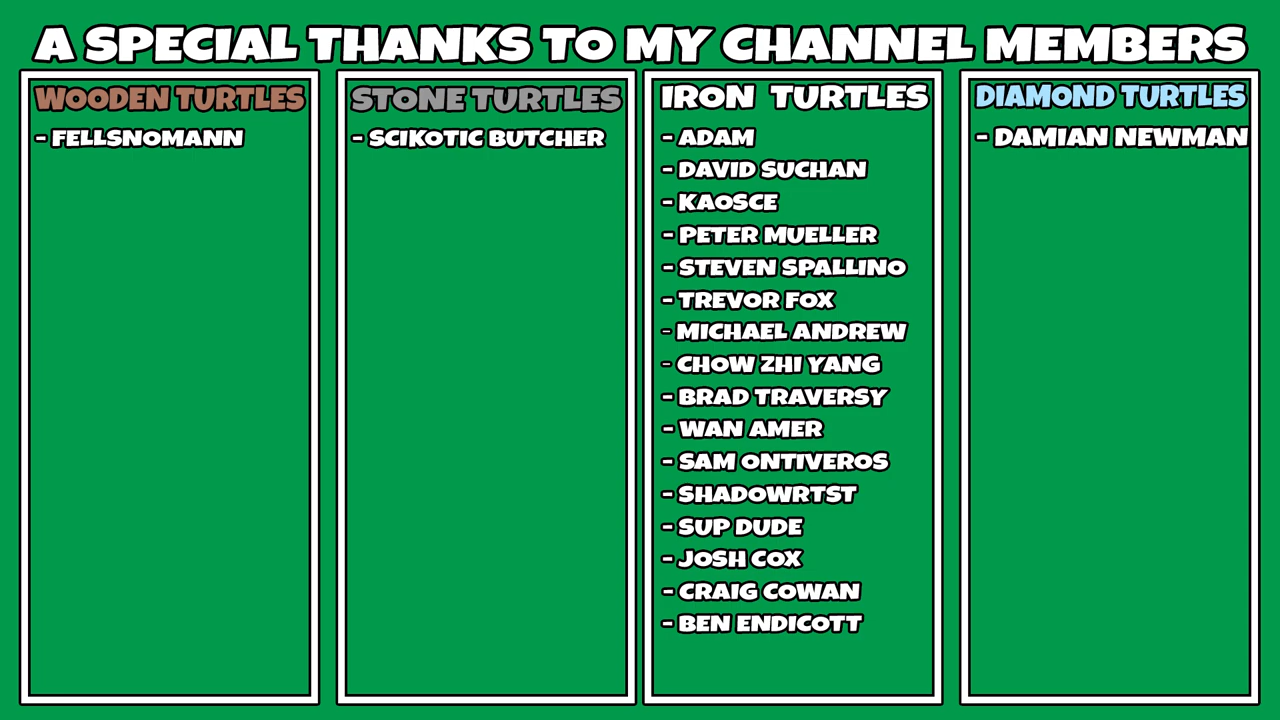 A SPECIAL THANKS TO MY CHANNEL MEMBERS
WOODEN TURTLES
- FELLSNOMANN
STONE TURTLES
- SCIKOTIC BUTCHER
IRON TURTLES
- ADAM
- DAVID SUCHAN
- KAOSCE
- PETER MUELLER
- STEVEN SPALLINO
- TREVOR FOX
- MICHAEL ANDREW
- CHOW ZHI YANG
- BRAD TRAVERSY
- WAN AMER
- SAM ONTIVEROS
- SHADOWRTST
- SUP DUDE
- JOSH COX
- CRAIG COWAN
- BEN ENDICOTT
DIAMOND TURTLES
- DAMIAN NEWMAN